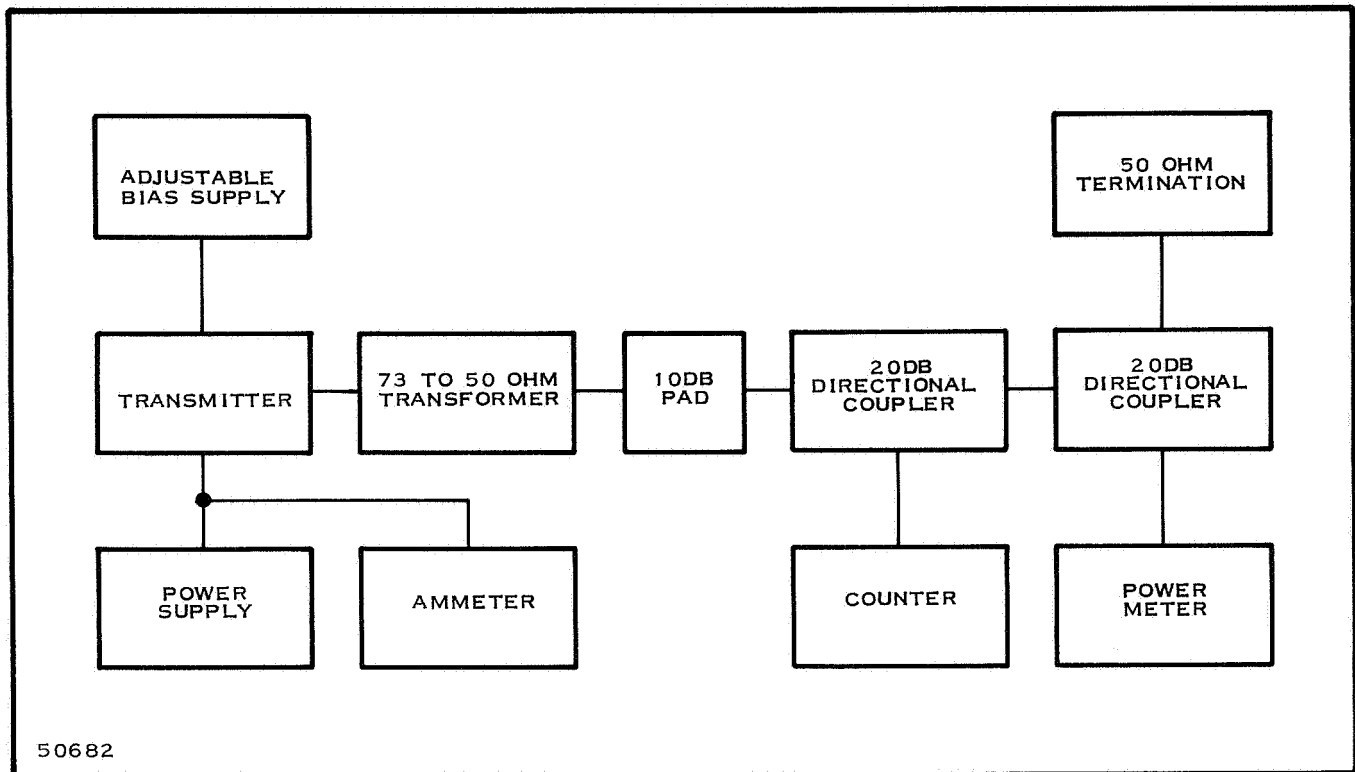 ADJUSTABLE
BIAS SUPPLY
50 OHM
TERMINATION
TRANSMITTER
73 TO 50 OHM
TRANSFORMER
10DB
PAD
20DB
DIRECTIONAL
COUPLER
20DB
DIRECTIONAL
COUPLER
POWER
SUPPLY
AMMETER
COUNTER
POWER
METER
50682